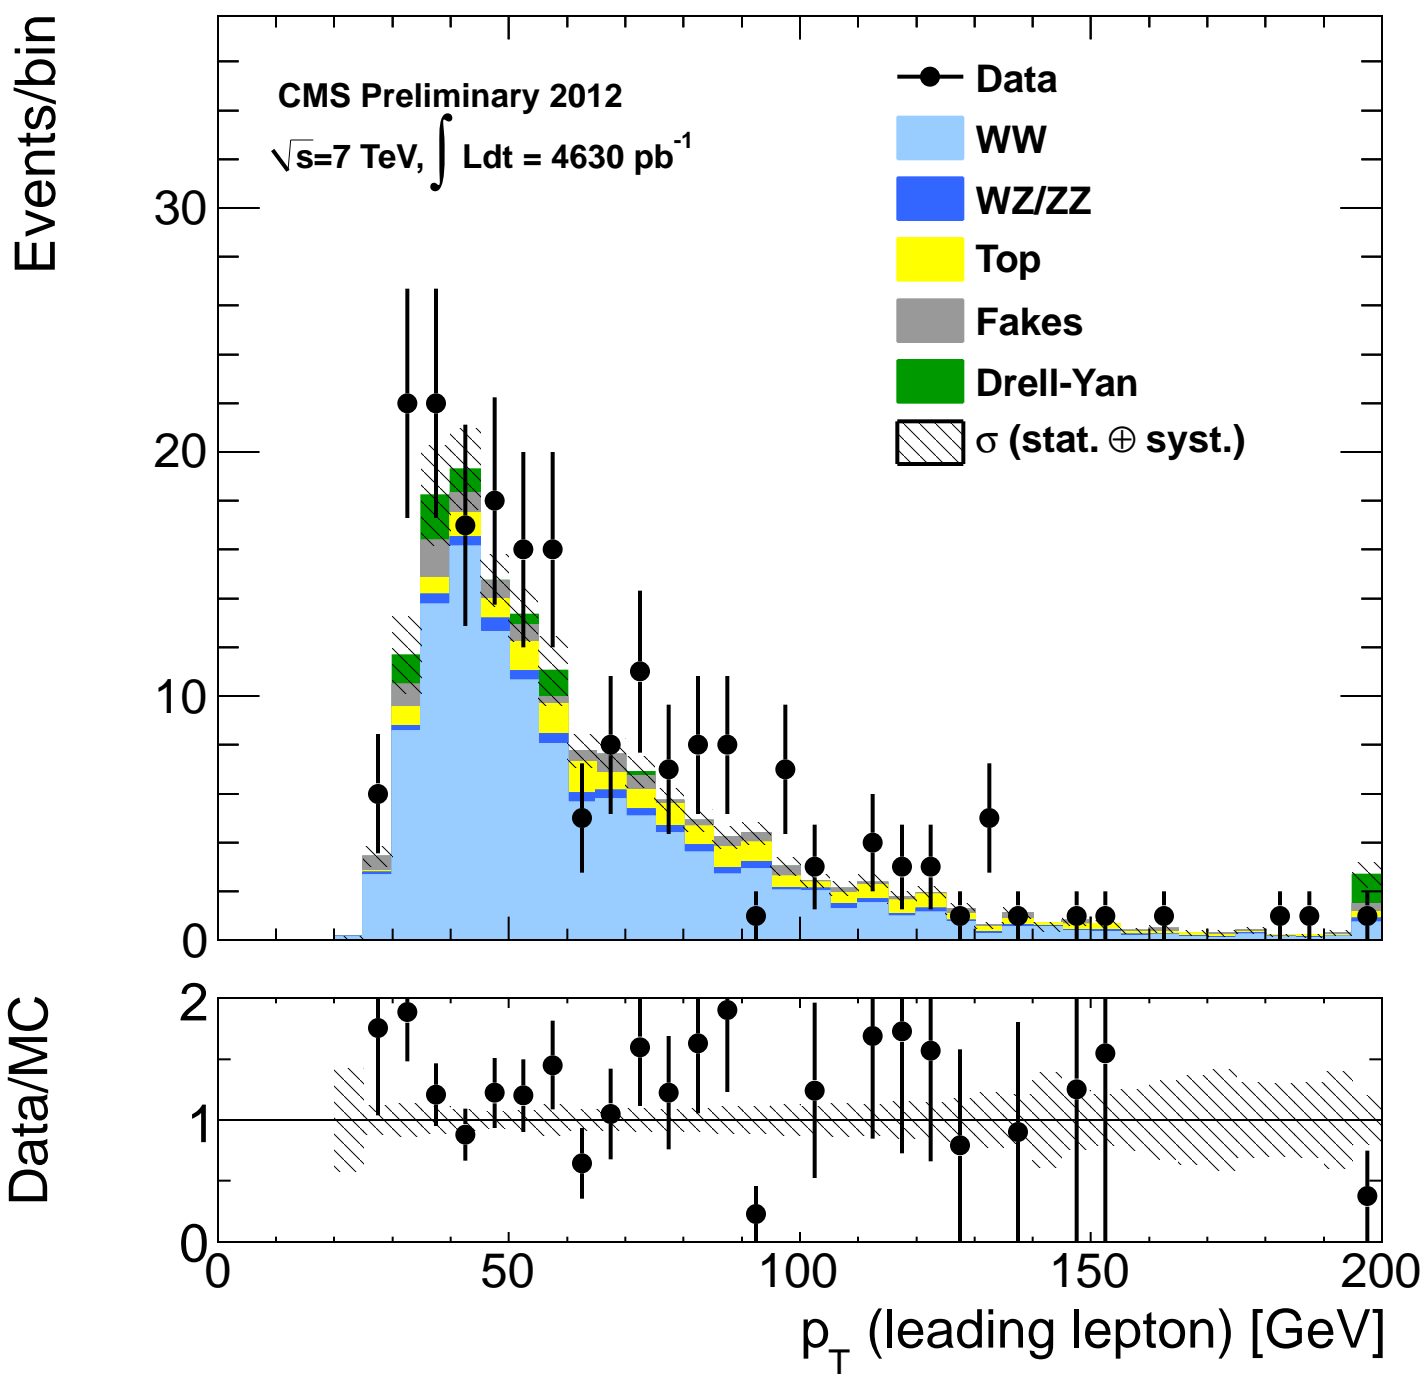 Events/bin
CMS Preliminary 2012
√s=7 TeV, ∫ Ldt = 4630 pb⁻¹
Data
WW
WZ/ZZ
Top
Fakes
Drell-Yan
σ (stat. ⊕ syst.)
30
20
10
0
Data/MC
2
1
0
0 50 100 150 200
p_T (leading lepton) [GeV]